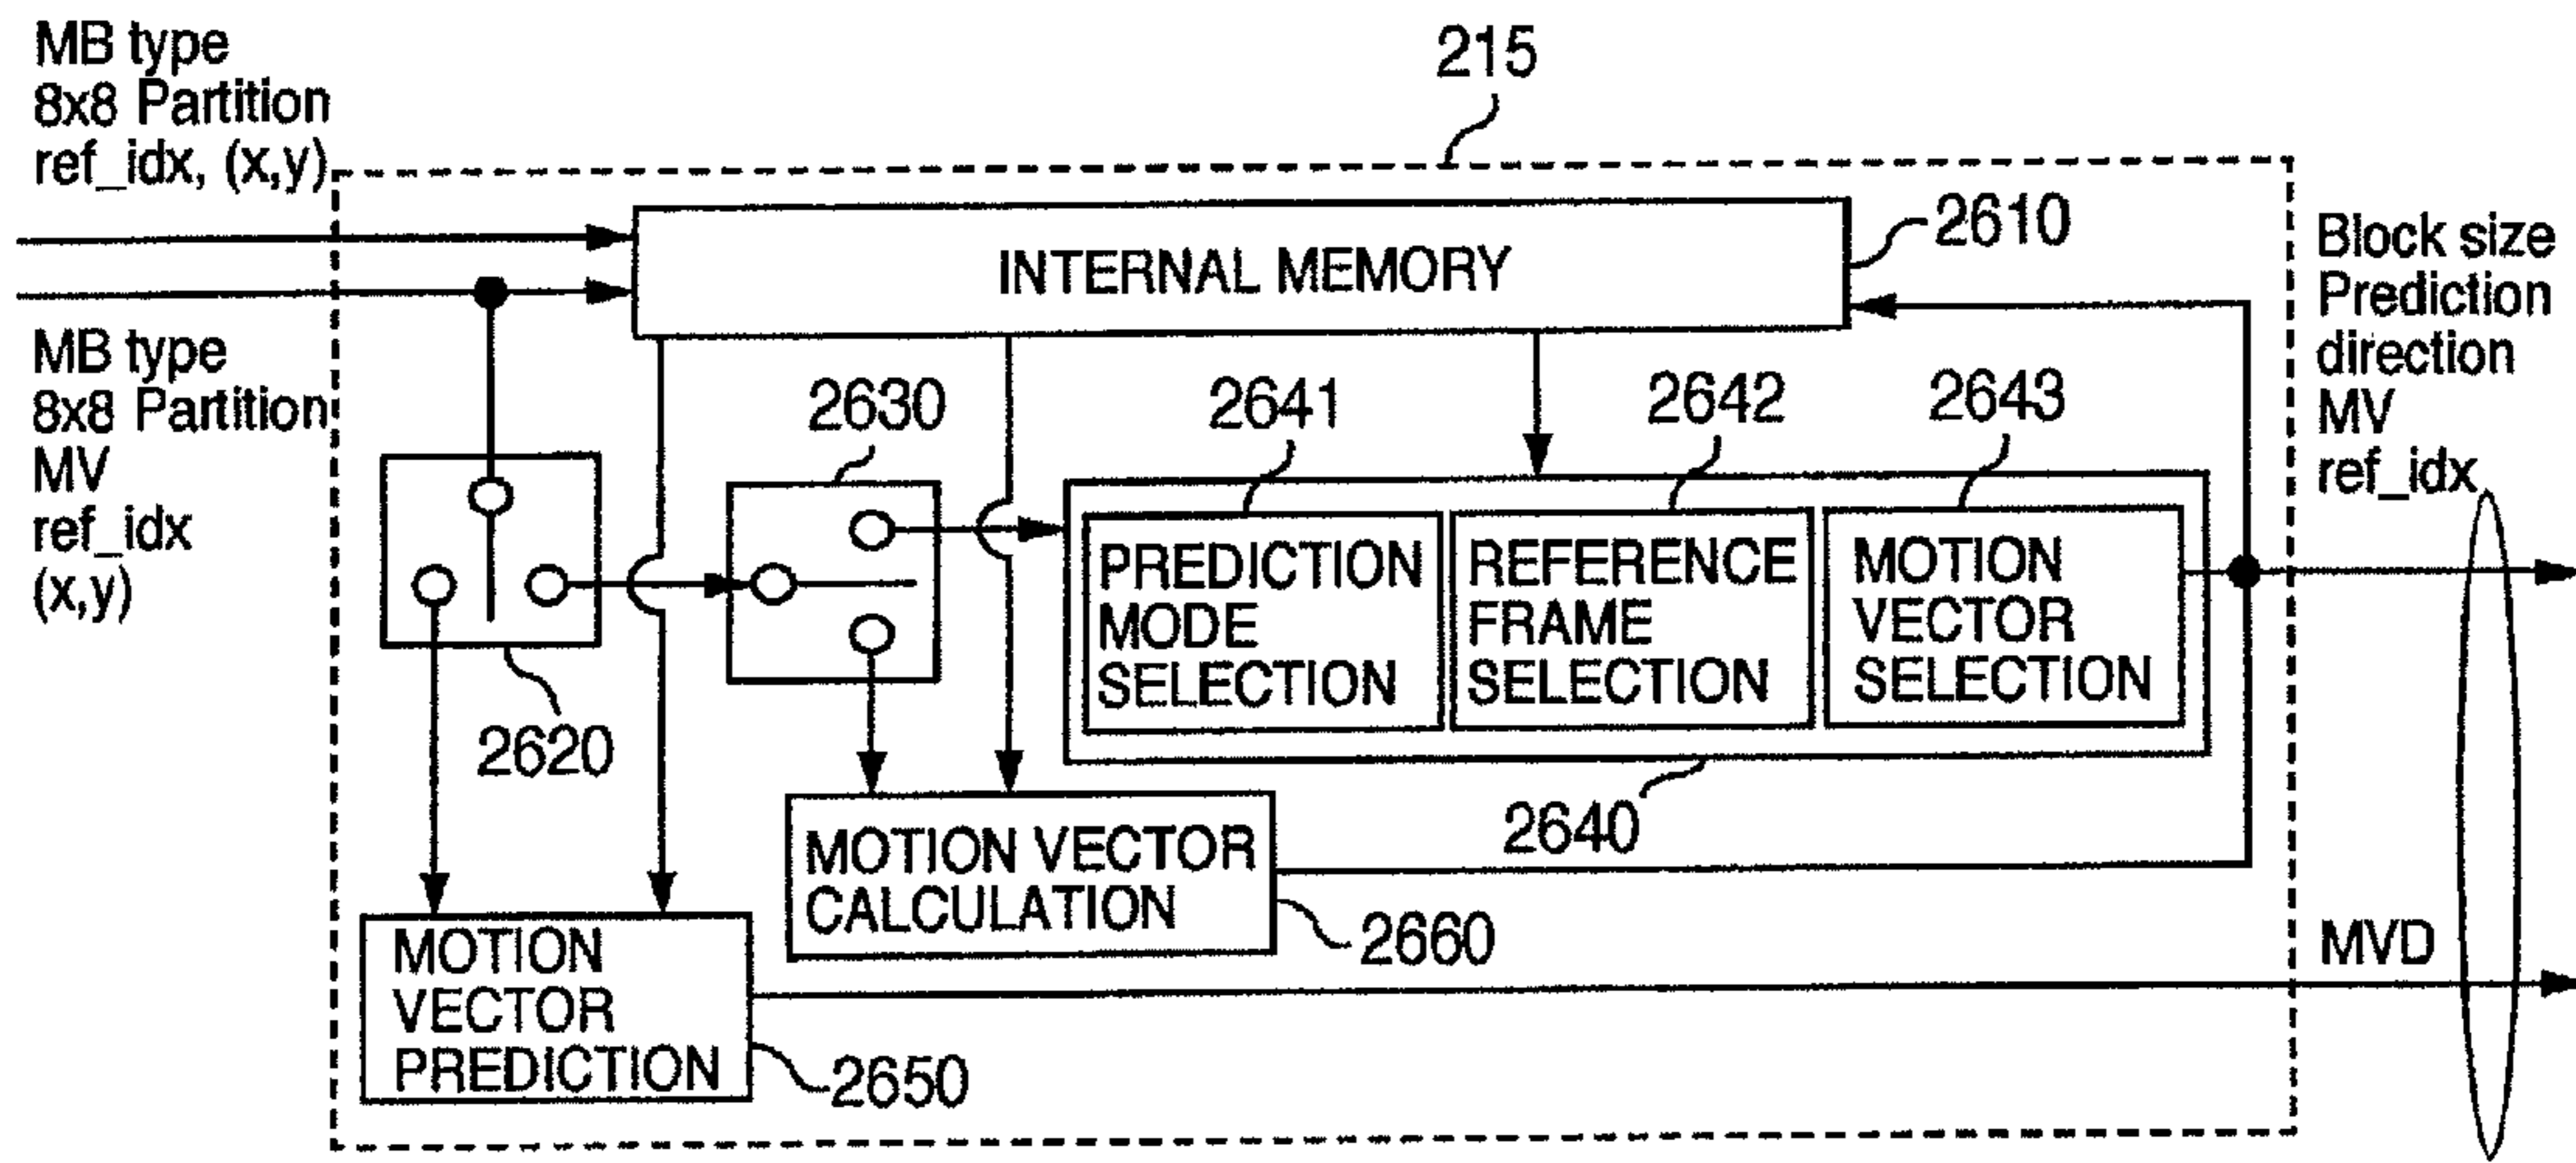 MB type
8x8 Partition
ref_idx, (x,y)
215
INTERNAL MEMORY
2610
Block size
Prediction
direction
MV
ref_idx
MB type
8x8 Partition
MV
ref_idx
(x,y)
2630
2641
2642
2643
PREDICTION
MODE
SELECTION
REFERENCE
FRAME
SELECTION
MOTION
VECTOR
SELECTION
2620
2640
MOTION VECTOR
CALCULATION
2660
MVD
MOTION
VECTOR
PREDICTION
2650